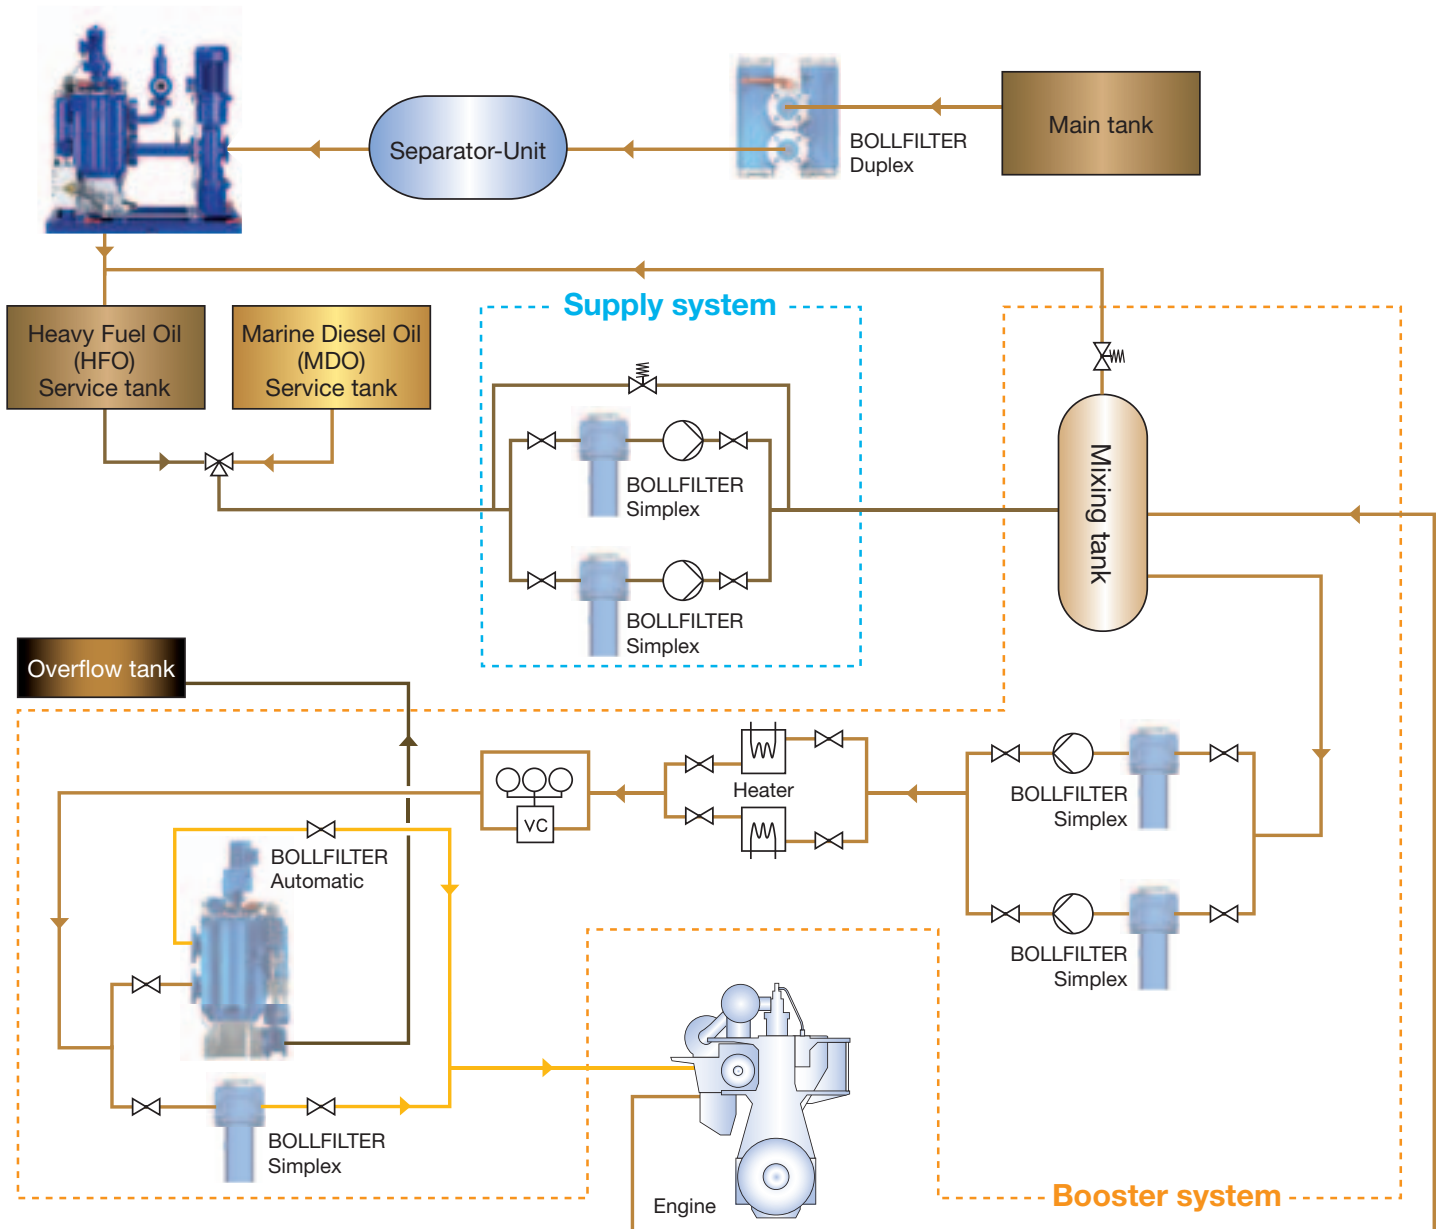 Separator-Unit
BOLLFILTER
Duplex
Main tank
Supply system
Heavy Fuel Oil
(HFO)
Service tank
Marine Diesel Oil
(MDO)
Service tank
BOLLFILTER
Simplex
BOLLFILTER
Simplex
Mixing tank
Overflow tank
Heater
VC
BOLLFILTER
Simplex
BOLLFILTER
Automatic
BOLLFILTER
Simplex
BOLLFILTER
Simplex
Engine
Booster system